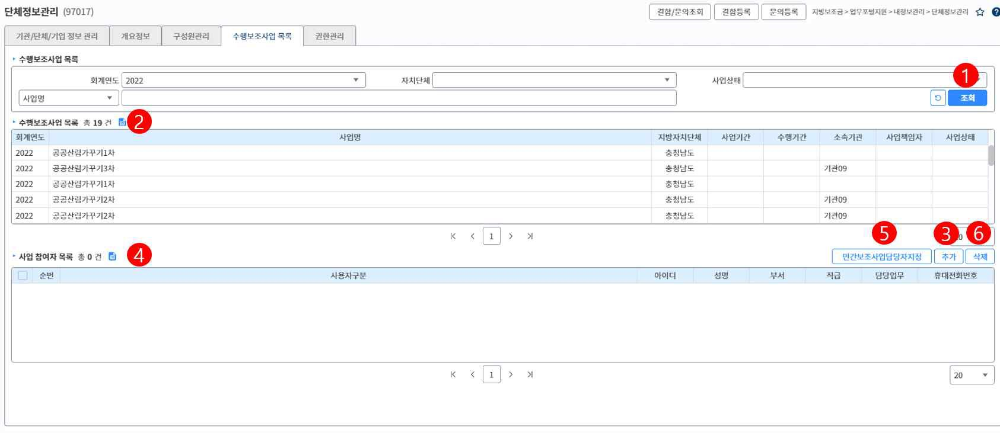 단체정보관리 (97017) 결함/문의조회 결함등록 문의등록 지방보조금 > 업무포털지원 > 내정보관리 > 단체정보관리 ?
기관/단체/기업 정보 관리 개요정보 구성원관리 수행보조사업 목록 권한관리
수행보조사업 목록
회계연도 2022 자치단체 사업상태 1
사업명 조회
수행보조사업 목록 총 19 건 2
회계연도 사업명 지방자치단체 사업기간 수행기간 소속기관 사업책임자 사업상태
2022 공공산림가꾸기1차 충청남도
2022 공공산림가꾸기3차 충청남도 기관09
2022 공공산림가꾸기1차 충청남도
2022 공공산림가꾸기2차 충청남도 기관09
2022 공공산림가꾸기2차 충청남도 기관09
1 5 3 6
사업 참여자 목록 총 0 건 4 민간보조사업담당자지정 추가 삭제
순번 사용자구분 아이디 성명 부서 직급 담당업무 휴대전화번호
1 20